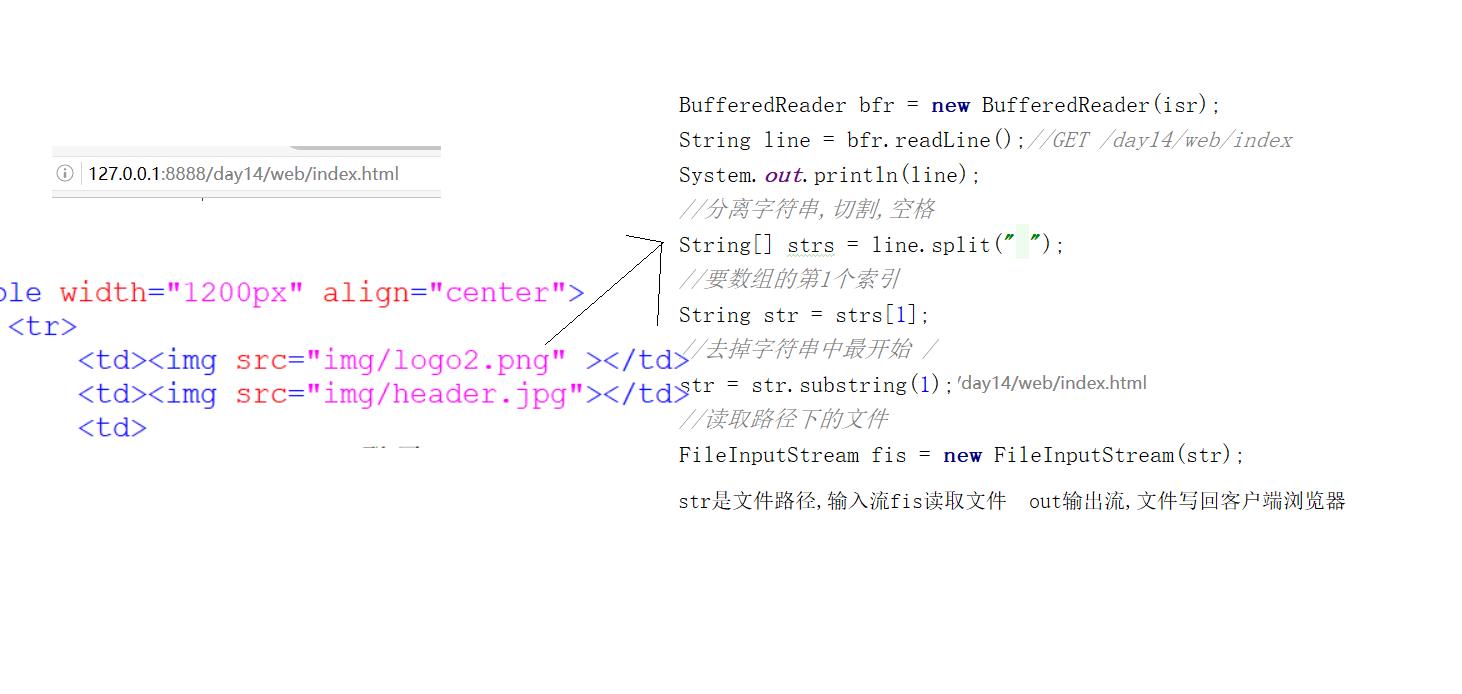 127.0.0.1:8888/day14/web/index.html
ble width="1200px" align="center">
<tr>
<td><img src="img/logo2.png" ></td>
<td><img src="img/header.jpg"></td>
<td>
BufferedReader bfr = new BufferedReader(isr);
String line = bfr.readLine();//GET /day14/web/index
System.out.println(line);
//分离字符串,切割,空格
String[] strs = line.split(" ");
//要数组的第1个索引
String str = strs[1];
//去掉字符串中最开始 /
str = str.substring(1);'day14/web/index.html
//读取路径下的文件
FileInputStream fis = new FileInputStream(str);
str是文件路径,输入流fis读取文件 out输出流,文件写回客户端浏览器